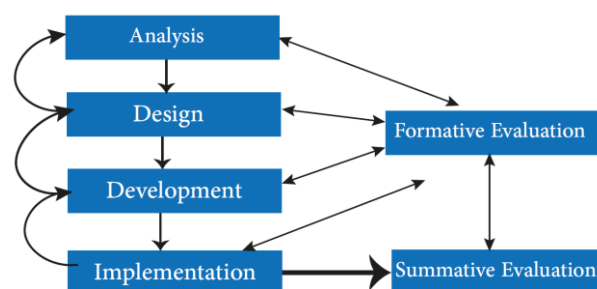 Analysis
Design
Formative Evaluation
Development
Implementation
Summative Evaluation